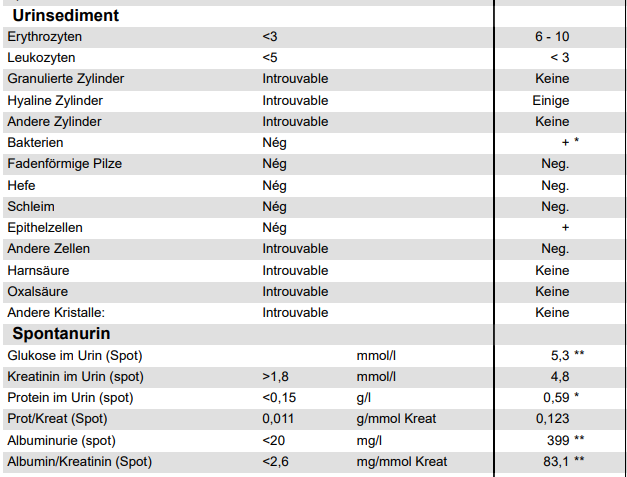 Urinsediment
Erythrozyten <3 6 - 10
Leukozyten <5 < 3
Granulierte Zylinder Introuvable Keine
Hyaline Zylinder Introuvable Einige
Andere Zylinder Introuvable Keine
Bakterien Nég + *
Fadenförmige Pilze Nég Neg.
Hefe Nég Neg.
Schleim Nég Neg.
Epithelzellen Nég +
Andere Zellen Introuvable Neg.
Harnsäure Introuvable Keine
Oxalsäure Introuvable Keine
Andere Kristalle: Introuvable Keine
Spontanurin
Glukose im Urin (Spot) mmol/l 5,3 **
Kreatinin im Urin (spot) >1,8 mmol/l 4,8
Protein im Urin (spot) <0,15 g/l 0,59 *
Prot/Kreat (Spot) 0,011 g/mmol Kreat 0,123
Albuminurie (spot) <20 mg/l 399 **
Albumin/Kreatinin (Spot) <2,6 mg/mmol Kreat 83,1 **